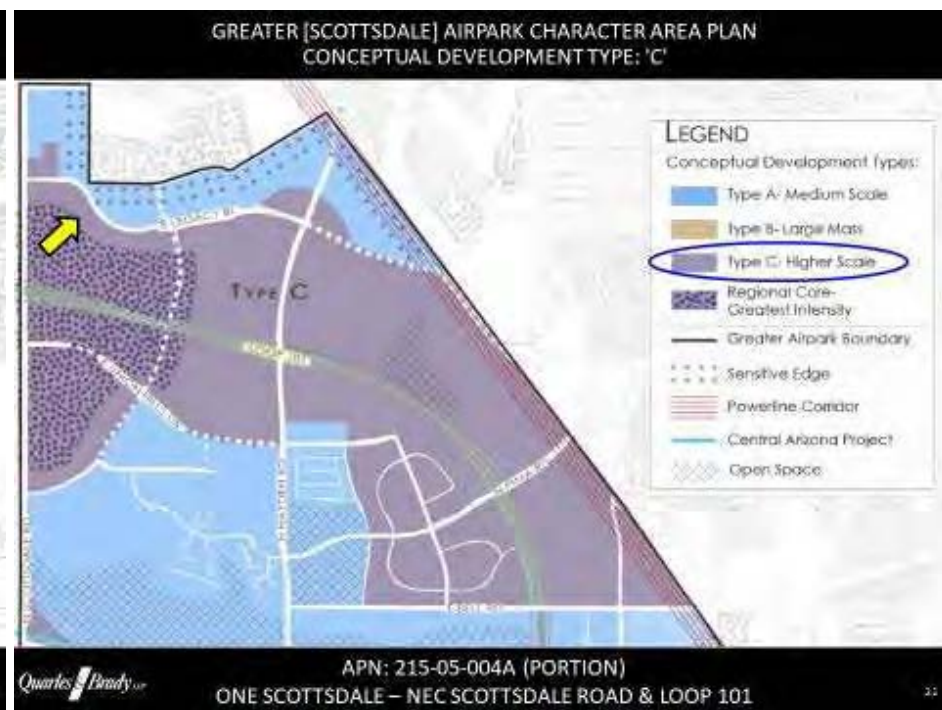 GREATER [SCOTTSDALE] AIRPARK CHARACTER AREA PLAN
CONCEPTUAL DEVELOPMENT TYPE: 'C'
LEGEND
Conceptual Development Types:
Type A- Medium Scale
Type B- Large Mass
Type C- Higher Scale
Regional Core-
Greatest Intensity
Greater Airpark Boundary
Sensitive Edge
Powerline Corridor
Central Arizona Project
Open Space
TYPE C
LOOP 101
Quarles & Brady LLP
APN: 215-05-004A (PORTION)
ONE SCOTTSDALE – NEC SCOTTSDALE ROAD & LOOP 101